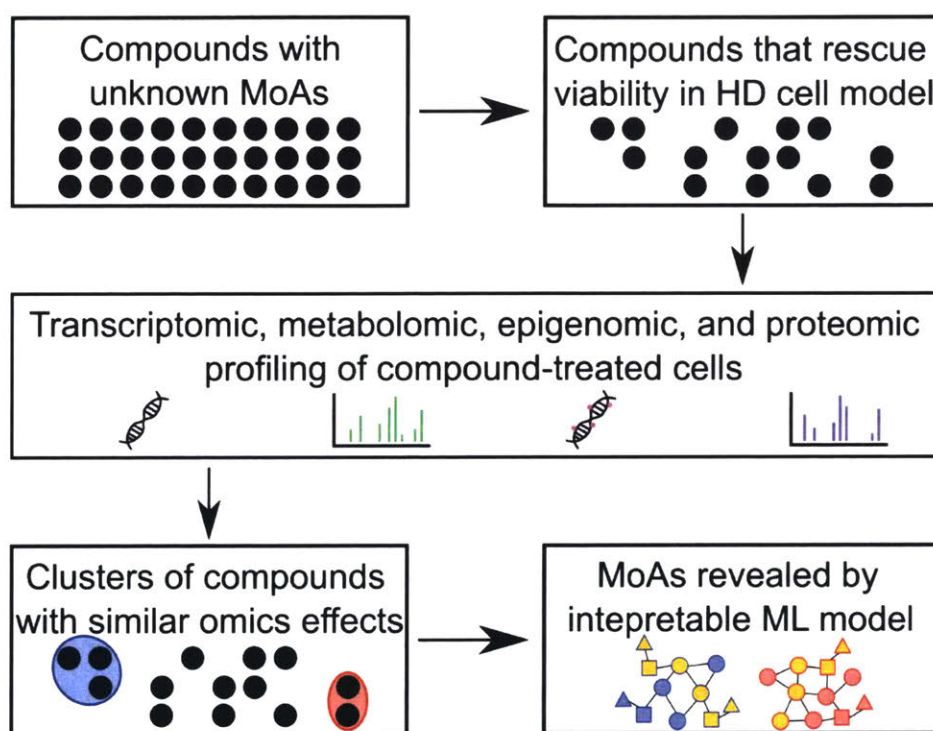 Compounds with
unknown MoAs
Compounds that rescue
viability in HD cell model
Transcriptomic, metabolomic, epigenomic, and proteomic
profiling of compound-treated cells
Clusters of compounds
with similar omics effects
MoAs revealed by
intepretable ML model